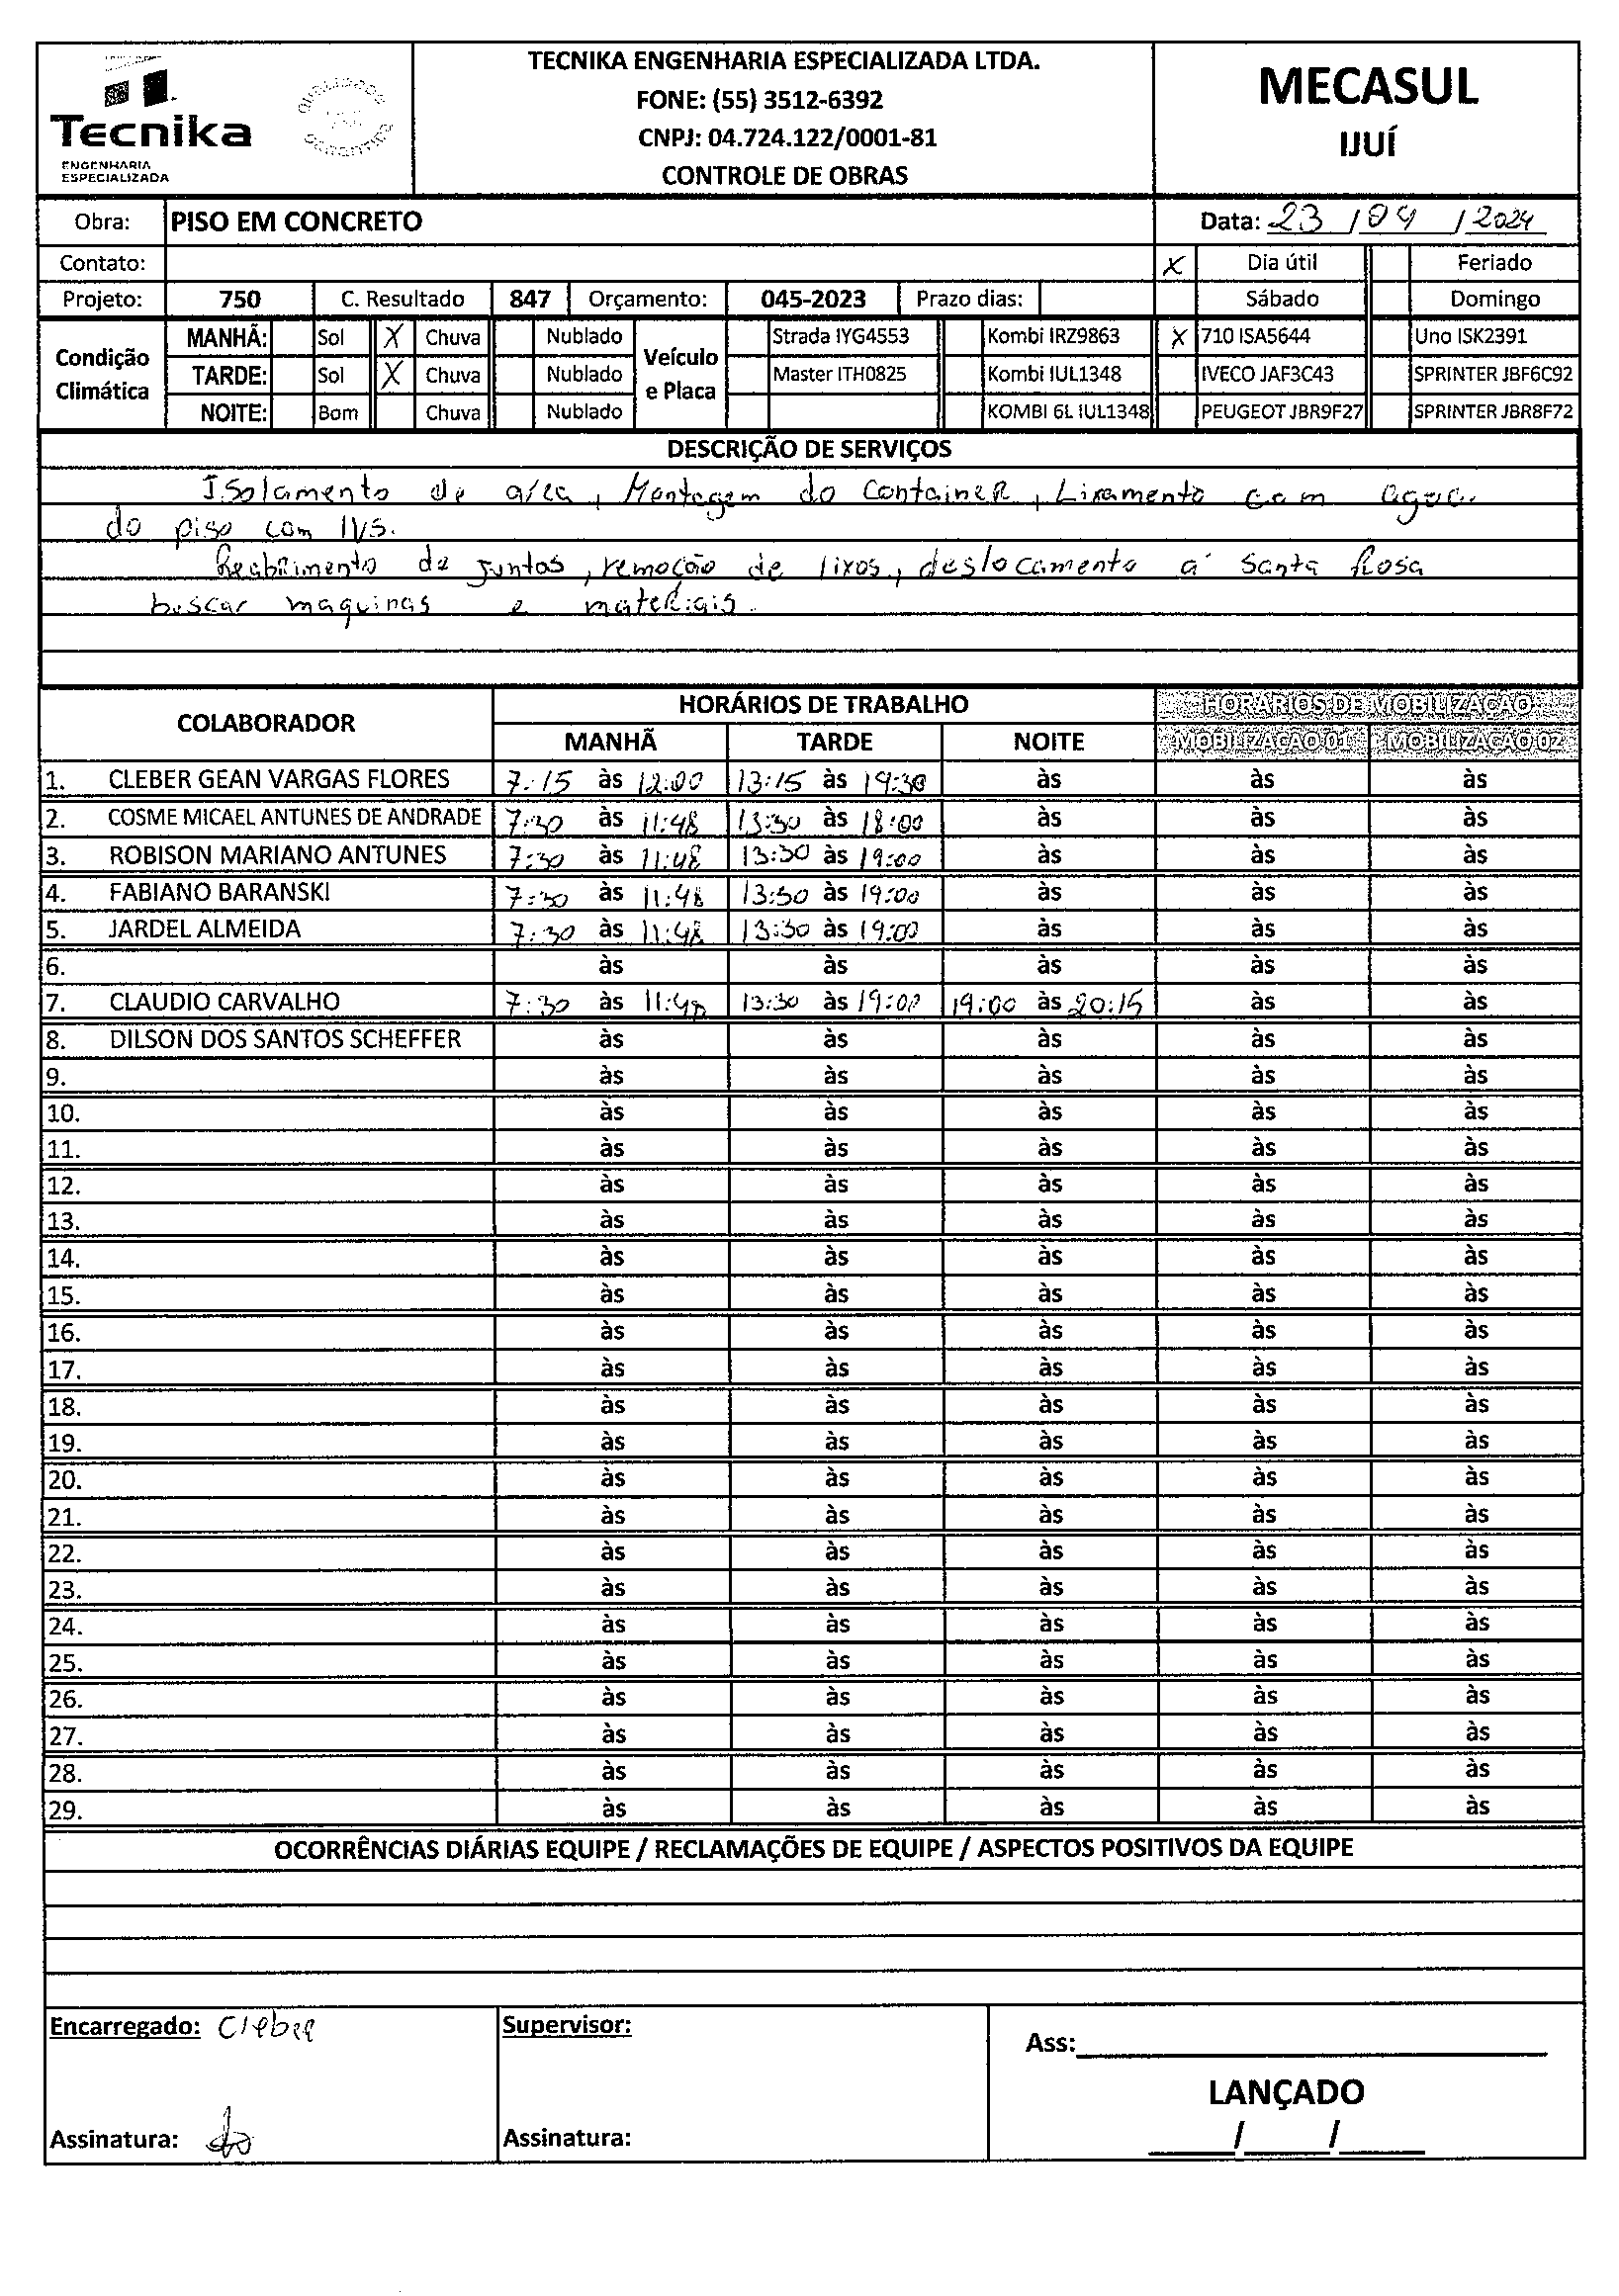 Tecnika
ENGENHARIA
ESPECIALIZADA
TECNIKA ENGENHARIA ESPECIALIZADA LTDA.
FONE: (55) 3512-6392
CNPJ: 04.724.122/0001-81
CONTROLE DE OBRAS
MECASUL
IJUÍ
Obra: PISO EM CONCRETO Data: 23/09/2024
Contato: X Dia útil Feriado
Projeto: 750 C. Resultado 847 Orçamento: 045-2023 Prazo dias: Sábado Domingo
Condição Climática
MANHÃ: Sol X Chuva Nublado
TARDE: Sol X Chuva Nublado
NOITE: Bom Chuva Nublado
Veículo e Placa
Strada IYG4553 Kombi IRZ9863 X 710 ISA5644 Uno ISK2391
Master ITH0825 Kombi IUL1348 IVECO JAF3C43 SPRINTER JBF6C92
KOMBI 6L IUL1348 PEUGEOT JBR9F27 SPRINTER JBR8F72
DESCRIÇÃO DE SERVIÇOS
Isolamento de area, Montagem do Container, Lixamento com agua
do piso com
Reabrimento de juntas, remoção de lixos, deslocamento a Santa Rosa
buscar maquinas e materiais.
COLABORADOR HORÁRIOS DE TRABALHO HORÁRIOS DE MOBILIZAÇÃO
MANHÃ TARDE NOITE MOBILIZAÇÃO 01 MOBILIZAÇÃO 02
1. CLEBER GEAN VARGAS FLORES 7:15 às 12:00 13:15 às 19:30 às às às
2. COSME MICAEL ANTUNES DE ANDRADE 7:30 às 11:48 13:30 às 18:00 às às às
3. ROBISON MARIANO ANTUNES 7:30 às 11:48 13:30 às 19:00 às às às
4. FABIANO BARANSKI 7:30 às 11:48 13:30 às 19:00 às às às
5. JARDEL ALMEIDA 7:30 às 11:48 13:30 às 19:00 às às às
6. às às às às às
7. CLAUDIO CARVALHO 7:30 às 11:48 13:30 às 19:00 19:00 às 20:15 às às
8. DILSON DOS SANTOS SCHEFFER às às às às às
9. às às às às às
10. às às às às às
11. às às às às às
12. às às às às às
13. às às às às às
14. às às às às às
15. às às às às às
16. às às às às às
17. às às às às às
18. às às às às às
19. às às às às às
20. às às às às às
21. às às às às às
22. às às às às às
23. às às às às às
24. às às às às às
25. às às às às às
26. às às às às às
27. às às às às às
28. às às às às às
29. às às às às às
OCORRÊNCIAS DIÁRIAS EQUIPE / RECLAMAÇÕES DE EQUIPE / ASPECTOS POSITIVOS DA EQUIPE
Encarregado: Cleber
Supervisor:
Ass:
LANÇADO
Assinatura:
Assinatura:
/ /